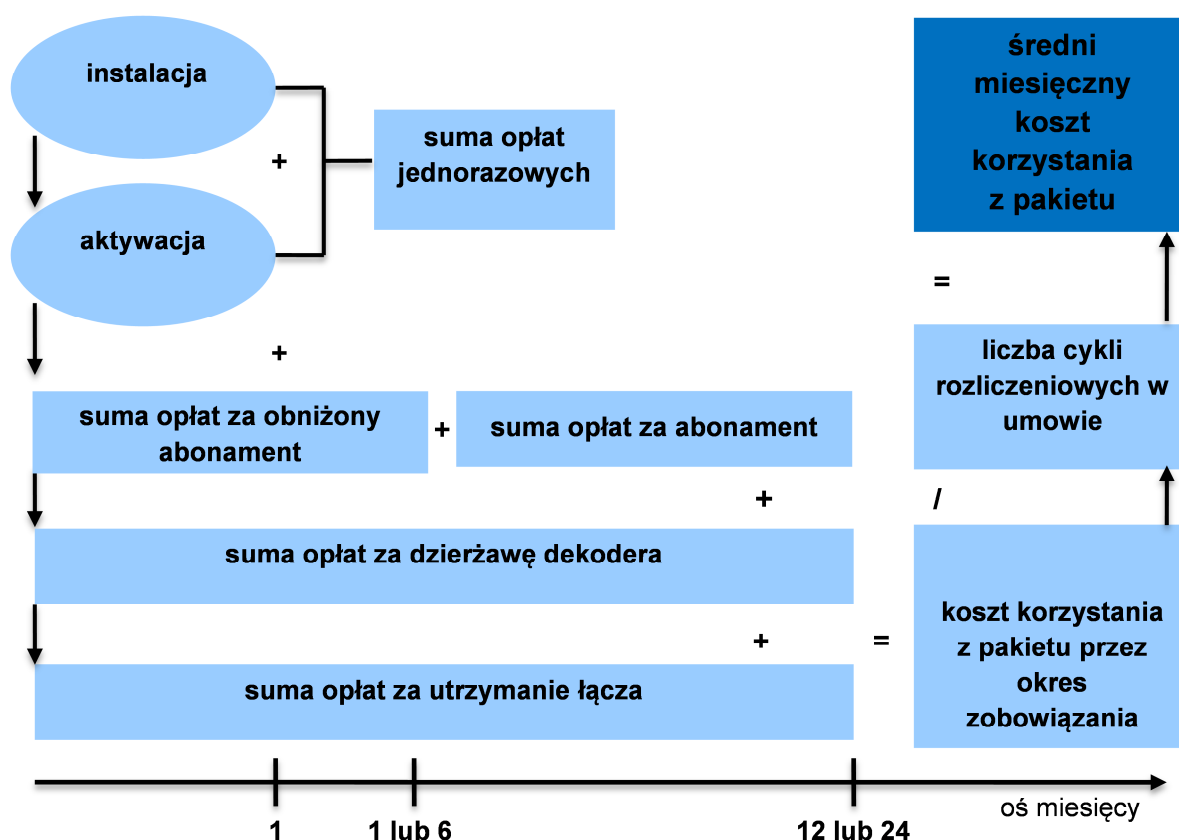 instalacja
+
suma opłat
jednorazowych
aktywacja
+
suma opłat za obniżony
abonament
+
suma opłat za abonament
+
suma opłat za dzierżawę dekodera
+
suma opłat za utrzymanie łącza
=
koszt korzystania
z pakietu przez
okres
zobowiązania
/
liczba cykli
rozliczeniowych w
umowie
=
średni
miesięczny
koszt
korzystania
z pakietu
1
1 lub 6
12 lub 24
oś miesięcy